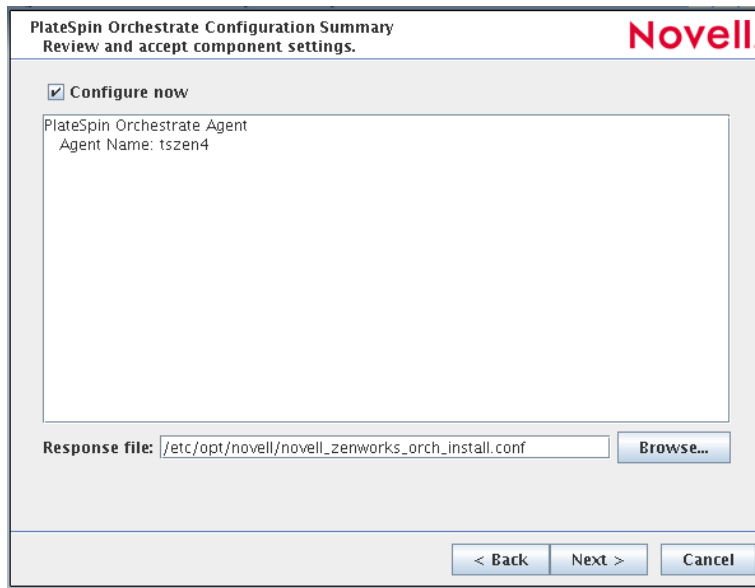 PlateSpin Orchestrate Configuration Summary
Review and accept component settings.
Novell.
Configure now
PlateSpin Orchestrate Agent
Agent Name: tszen4
Response file: /etc/opt/novell/novell_zenworks_orch_install.conf Browse...
< Back Next > Cancel